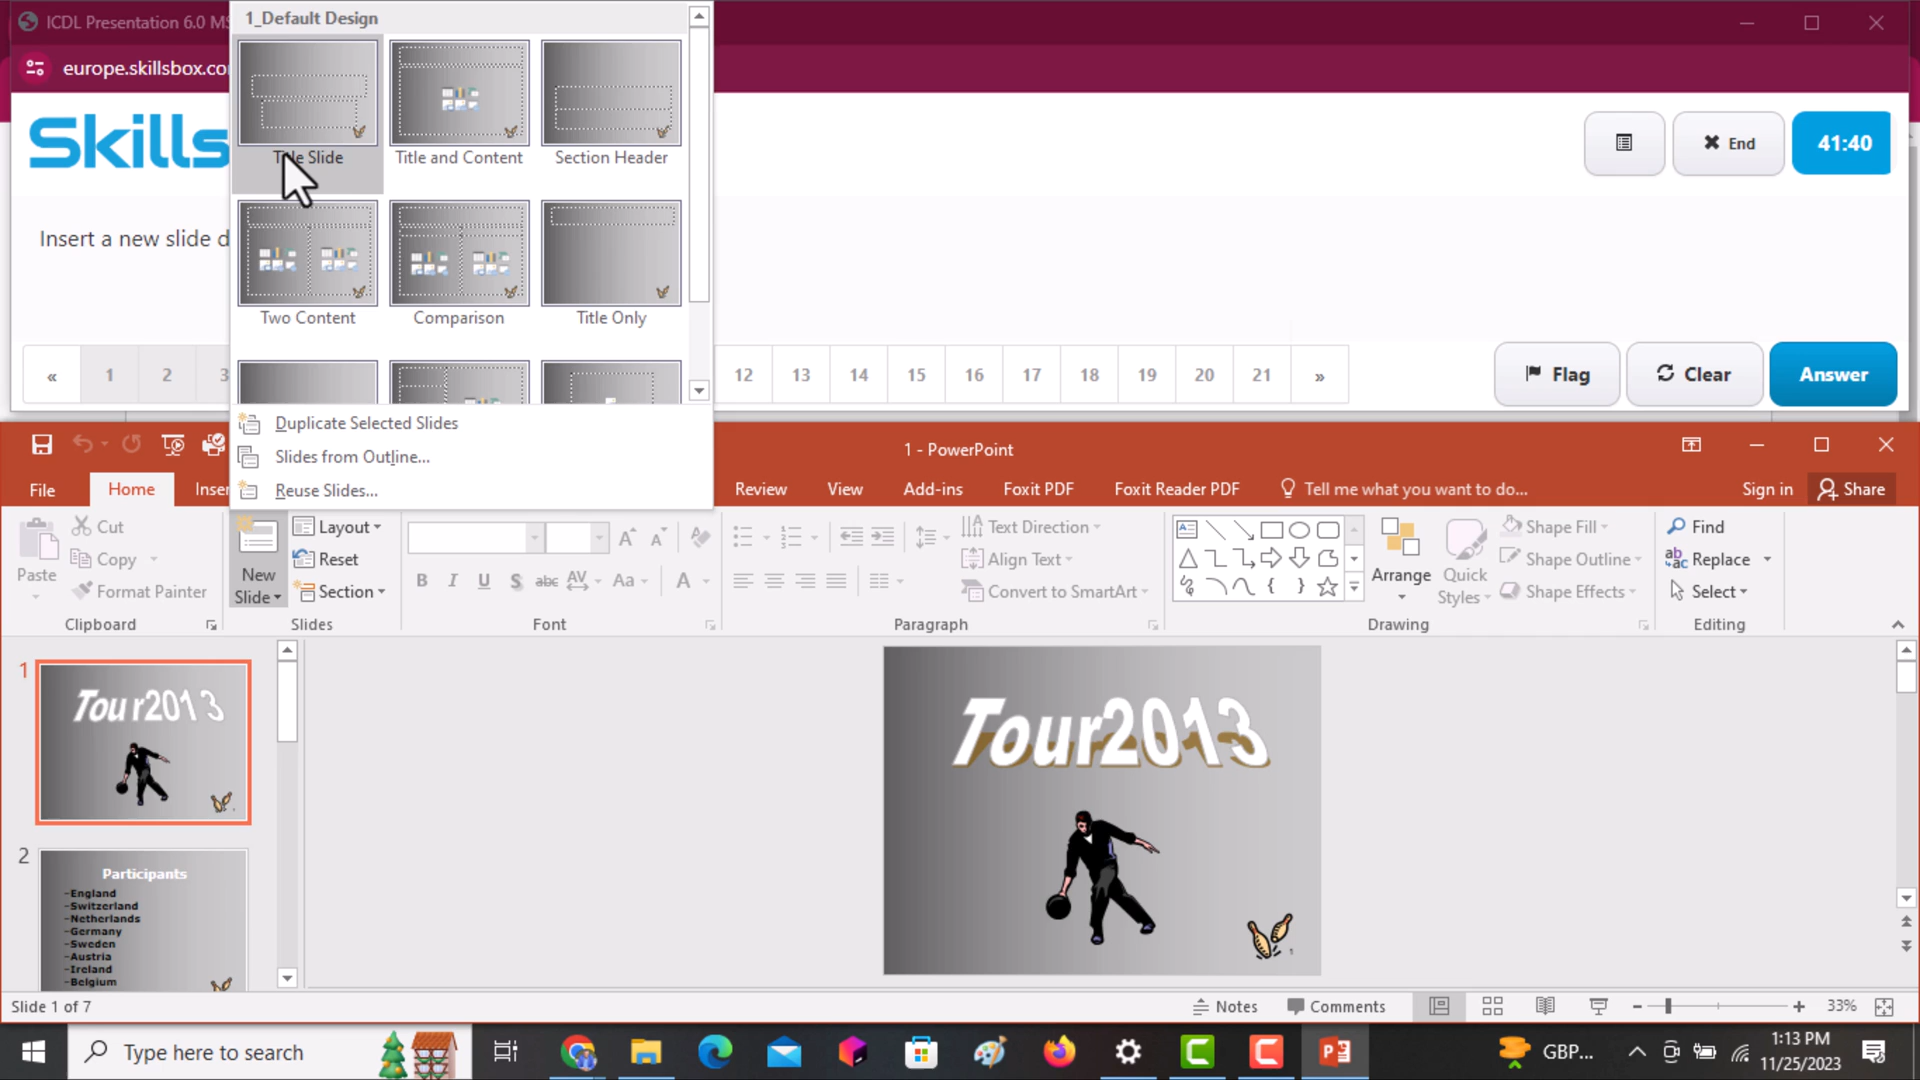 ICDL Presentation 6.0 MS
1_Default Design
europe.skillsbox.co
Skills
Title Slide
Title and Content
Section Header
End
41:40
Insert a new slide d
Two Content
Comparison
Title Only
«
1
2
3
12
13
14
15
16
17
18
19
20
21
»
Flag
Clear
Answer
Duplicate Selected Slides
Slides from Outline...
Reuse Slides...
1 - PowerPoint
File
Home
Inser
Review
View
Add-ins
Foxit PDF
Foxit Reader PDF
Tell me what you want to do...
Sign in
Share
Paste
Cut
Copy
Format Painter
Clipboard
New Slide
Layout
Reset
Section
Slides
B I U S abc AV Aa A
Font
Text Direction
Align Text
Convert to SmartArt
Paragraph
Arrange
Quick Styles
Shape Fill
Shape Outline
Shape Effects
Drawing
Find
Replace
Select
Editing
1
Tour2013
2
Participants
-England
-Switzerland
-Netherlands
-Germany
-Sweden
-Austria
-Ireland
-Belgium
Tour2013
1
Slide 1 of 7
Notes
Comments
33%
Type here to search
GBP...
1:13 PM
11/25/2023